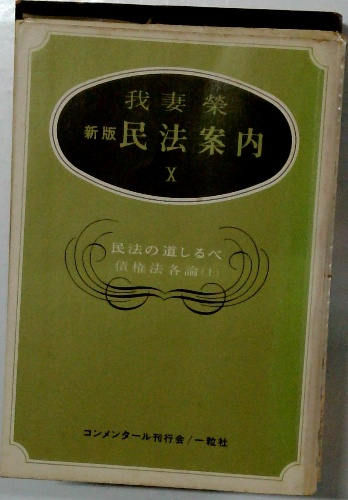 我妻榮
新版 民法案内
X
民法の道しるべ
債権法各論(上)
コンメンタール刊行会/一粒社